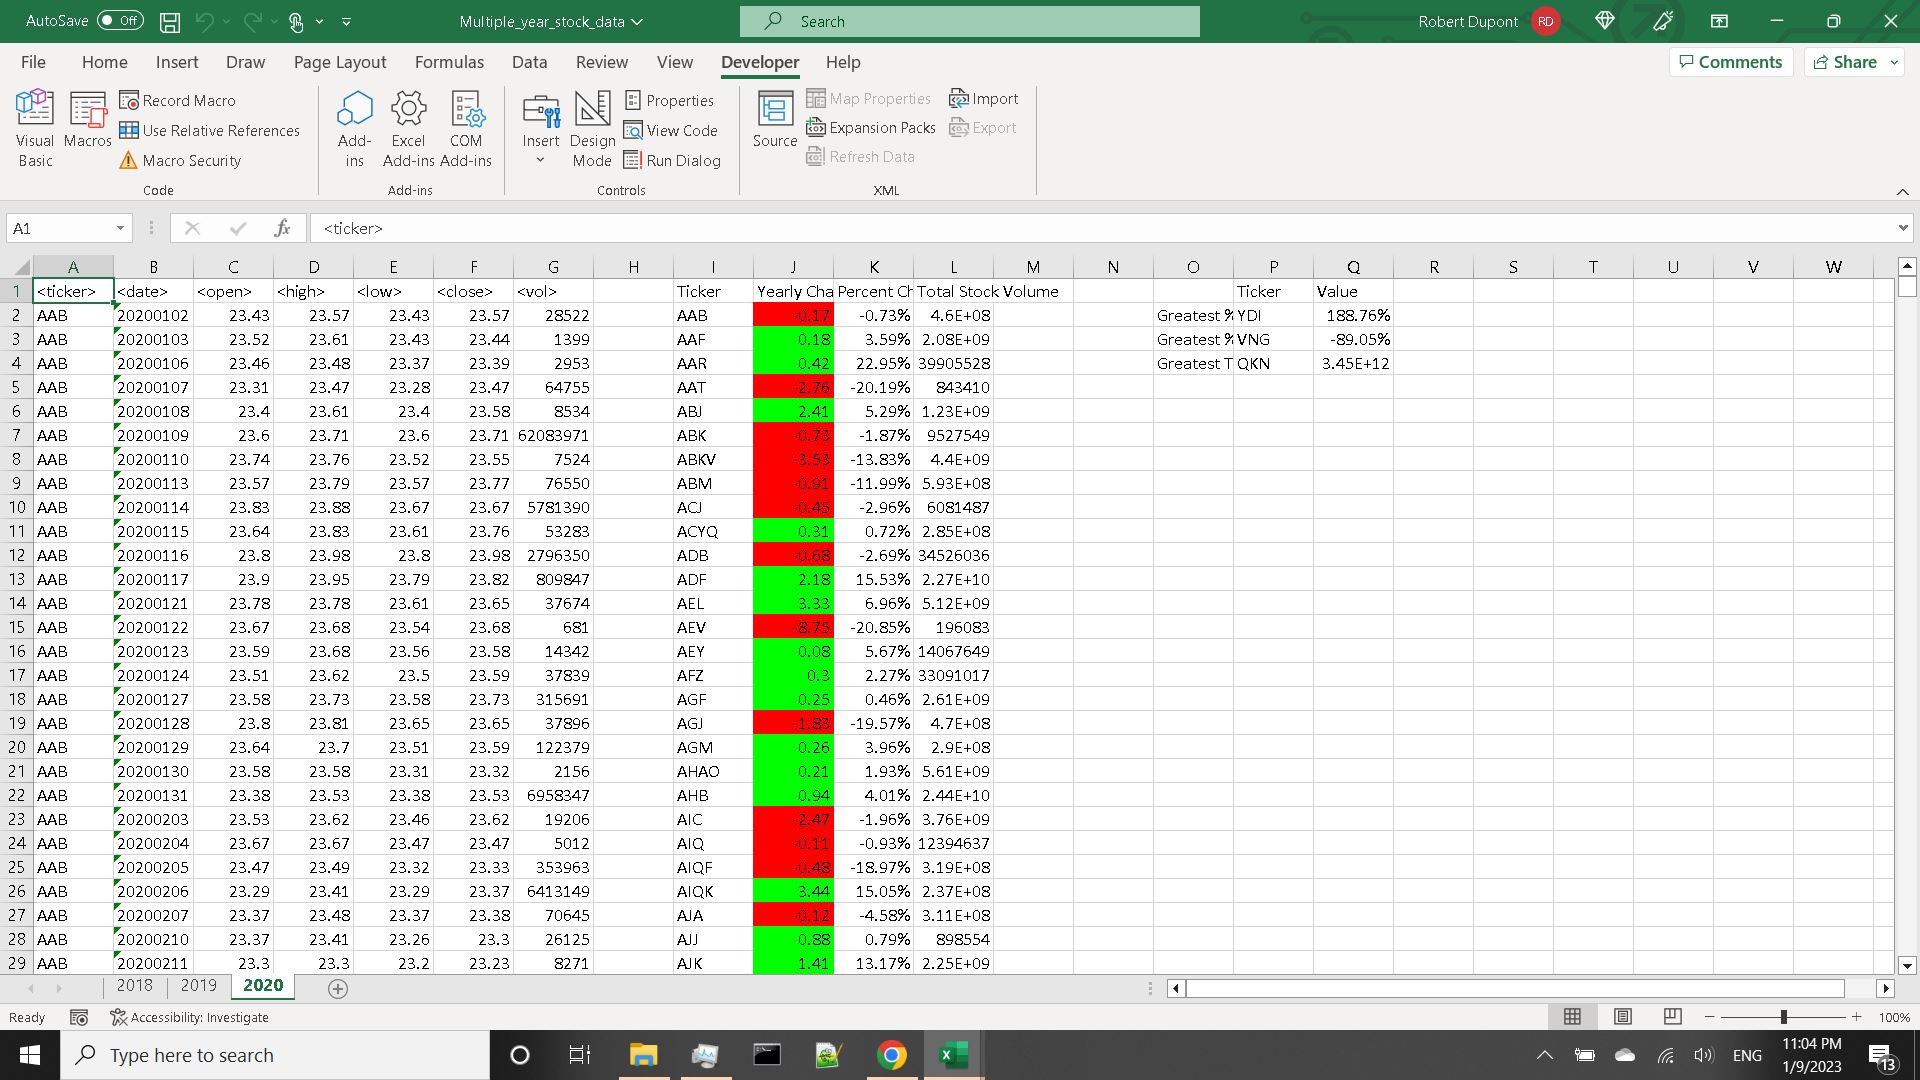 AutoSave Off Multiple_year_stock_data Search Robert Dupont RD
File Home Insert Draw Page Layout Formulas Data Review View Developer Help Comments Share
Visual Basic Macros Record Macro Use Relative References Macro Security Code
Add-ins Excel Add-ins COM Add-ins Add-ins
Insert Design Mode Properties View Code Run Dialog Controls
Source Map Properties Expansion Packs Refresh Data Import Export XML
A1 fx <ticker>
A B C D E F G H I J K L M N O P Q R S T U V W
1 <ticker> <date> <open> <high> <low> <close> <vol> Ticker Yearly Cha Percent Ch Total Stock Volume Ticker Value
2 AAB 20200102 23.43 23.57 23.43 23.57 28522 AAB -0.17 -0.73% 4.6E+08 Greatest % YDI 188.76%
3 AAB 20200103 23.52 23.61 23.43 23.44 1399 AAF 0.18 3.59% 2.08E+09 Greatest % VNG -89.05%
4 AAB 20200106 23.46 23.48 23.37 23.39 2953 AAR 0.42 22.95% 39905528 Greatest T QKN 3.45E+12
5 AAB 20200107 23.31 23.47 23.28 23.47 64755 AAT -2.76 -20.19% 843410
6 AAB 20200108 23.4 23.61 23.4 23.58 8534 ABJ 2.41 5.29% 1.23E+09
7 AAB 20200109 23.6 23.71 23.6 23.71 62083971 ABK -0.73 -1.87% 9527549
8 AAB 20200110 23.74 23.76 23.52 23.55 7524 ABKV -3.53 -13.83% 4.4E+09
9 AAB 20200113 23.57 23.79 23.57 23.77 76550 ABM -0.91 -11.99% 5.93E+08
10 AAB 20200114 23.83 23.88 23.67 23.67 5781390 ACJ -0.45 -2.96% 6081487
11 AAB 20200115 23.64 23.83 23.61 23.76 53283 ACYQ 0.31 0.72% 2.85E+08
12 AAB 20200116 23.8 23.98 23.8 23.98 2796350 ADB -0.68 -2.69% 34526036
13 AAB 20200117 23.9 23.95 23.79 23.82 809847 ADF 2.18 15.53% 2.27E+10
14 AAB 20200121 23.78 23.78 23.61 23.65 37674 AEL 3.33 6.96% 5.12E+09
15 AAB 20200122 23.67 23.68 23.54 23.68 681 AEV -8.75 -20.85% 196083
16 AAB 20200123 23.59 23.68 23.56 23.58 14342 AEY 0.08 5.67% 14067649
17 AAB 20200124 23.51 23.62 23.5 23.59 37839 AFZ 0.3 2.27% 33091017
18 AAB 20200127 23.58 23.73 23.58 23.73 315691 AGF 0.25 0.46% 2.61E+09
19 AAB 20200128 23.8 23.81 23.65 23.65 37896 AGJ -1.83 -19.57% 4.7E+08
20 AAB 20200129 23.64 23.7 23.51 23.59 122379 AGM 0.26 3.96% 2.9E+08
21 AAB 20200130 23.58 23.58 23.31 23.32 2156 AHAO 0.21 1.93% 5.61E+09
22 AAB 20200131 23.38 23.53 23.38 23.53 6958347 AHB 0.94 4.01% 2.44E+10
23 AAB 20200203 23.53 23.62 23.46 23.62 19206 AIC -2.47 -1.96% 3.76E+09
24 AAB 20200204 23.67 23.67 23.47 23.47 5012 AIQ -0.11 -0.93% 12394637
25 AAB 20200205 23.47 23.49 23.32 23.33 353963 AIQF -0.48 -18.97% 3.19E+08
26 AAB 20200206 23.29 23.41 23.29 23.37 6413149 AIQK 3.44 15.05% 2.37E+08
27 AAB 20200207 23.37 23.48 23.37 23.38 70645 AJA -0.12 -4.58% 3.11E+08
28 AAB 20200210 23.37 23.41 23.26 23.3 26125 AJJ 0.88 0.79% 898554
29 AAB 20200211 23.3 23.3 23.2 23.23 8271 AJK 1.41 13.17% 2.25E+09
2018 2019 2020
Ready Accessibility: Investigate 100%
Type here to search ENG 11:04 PM 1/9/2023 13